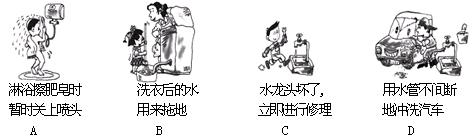 淋浴擦肥皂时
暂时关上喷头
A
洗衣后的水
用来拖地
B
水龙头坏了,
立即进行修理
C
用水管不间断
地冲洗汽车
D